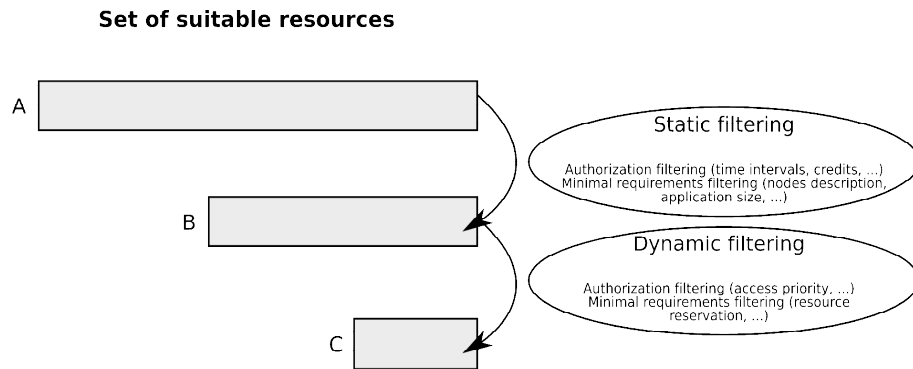 Set of suitable resources
A
Static filtering
Authorization filtering (time intervals, credits, ...)
Minimal requirements filtering (nodes description,
application size, ...)
B
Dynamic filtering
Authorization filtering (access priority, ...)
Minimal requirements filtering (resource
reservation, ...)
C